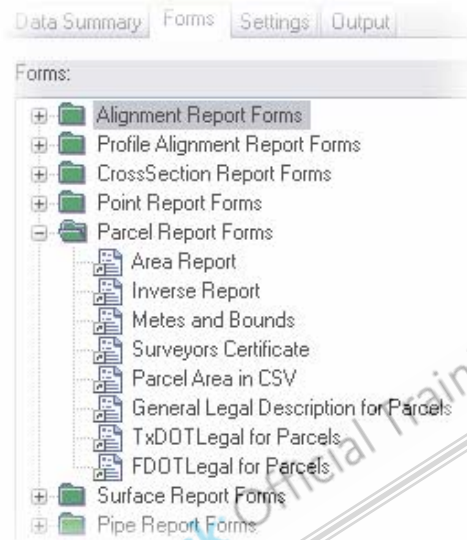 Data Summary Forms Settings Output
Forms:
Alignment Report Forms
Profile Alignment Report Forms
CrossSection Report Forms
Point Report Forms
Parcel Report Forms
Area Report
Inverse Report
Metes and Bounds
Surveyors Certificate
Parcel Area in CSV
General Legal Description for Parcels
TxDOTLegal for Parcels
FDOTLegal for Parcels
Surface Report Forms
Pipe Report Forms
Official